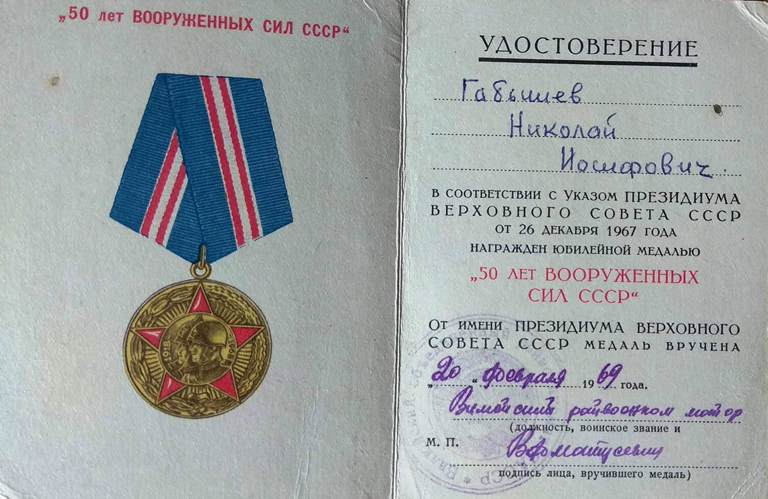 „50 лет ВООРУЖЕННЫХ СИЛ СССР“
УДОСТОВЕРЕНИЕ
Габышев
Николай
Иосифович.
В СООТВЕТСТВИИ С УКАЗОМ ПРЕЗИДИУМА
ВЕРХОВНОГО СОВЕТА СССР
ОТ 26 ДЕКАБРЯ 1967 ГОДА
НАГРАЖДЕН ЮБИЛЕЙНОЙ МЕДАЛЬЮ
„50 ЛЕТ ВООРУЖЕННЫХ
СИЛ СССР“
ОТ ИМЕНИ ПРЕЗИДИУМА ВЕРХОВНОГО
СОВЕТА СССР МЕДАЛЬ ВРУЧЕНА
„20“ февраля 1969 года.
райвоенком майор
(должность, воинское звание и
М. П.
подпись лица, вручившего медаль)